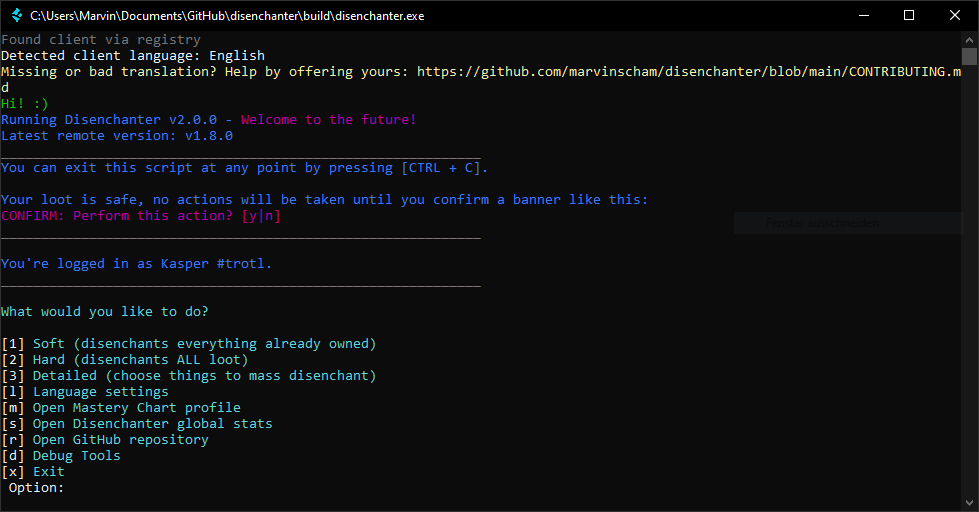 C:\Users\Marvin\Documents\GitHub\disenchanter\build\disenchanter.exe
Found client via registry
Detected client language: English
Missing or bad translation? Help by offering yours: https://github.com/marvinscham/disenchanter/blob/main/CONTRIBUTING.m
d
Hi! :)
Running Disenchanter v2.0.0 - Welcome to the future!
Latest remote version: v1.8.0
____________________________________________________________
You can exit this script at any point by pressing [CTRL + C].
Your loot is safe, no actions will be taken until you confirm a banner like this:
CONFIRM: Perform this action? [y|n]
____________________________________________________________
You're logged in as Kasper #trotl.
____________________________________________________________
What would you like to do?
[1] Soft (disenchants everything already owned)
[2] Hard (disenchants ALL loot)
[3] Detailed (choose things to mass disenchant)
[l] Language settings
[m] Open Mastery Chart profile
[s] Open Disenchanter global stats
[r] Open GitHub repository
[d] Debug Tools
[x] Exit
Option: